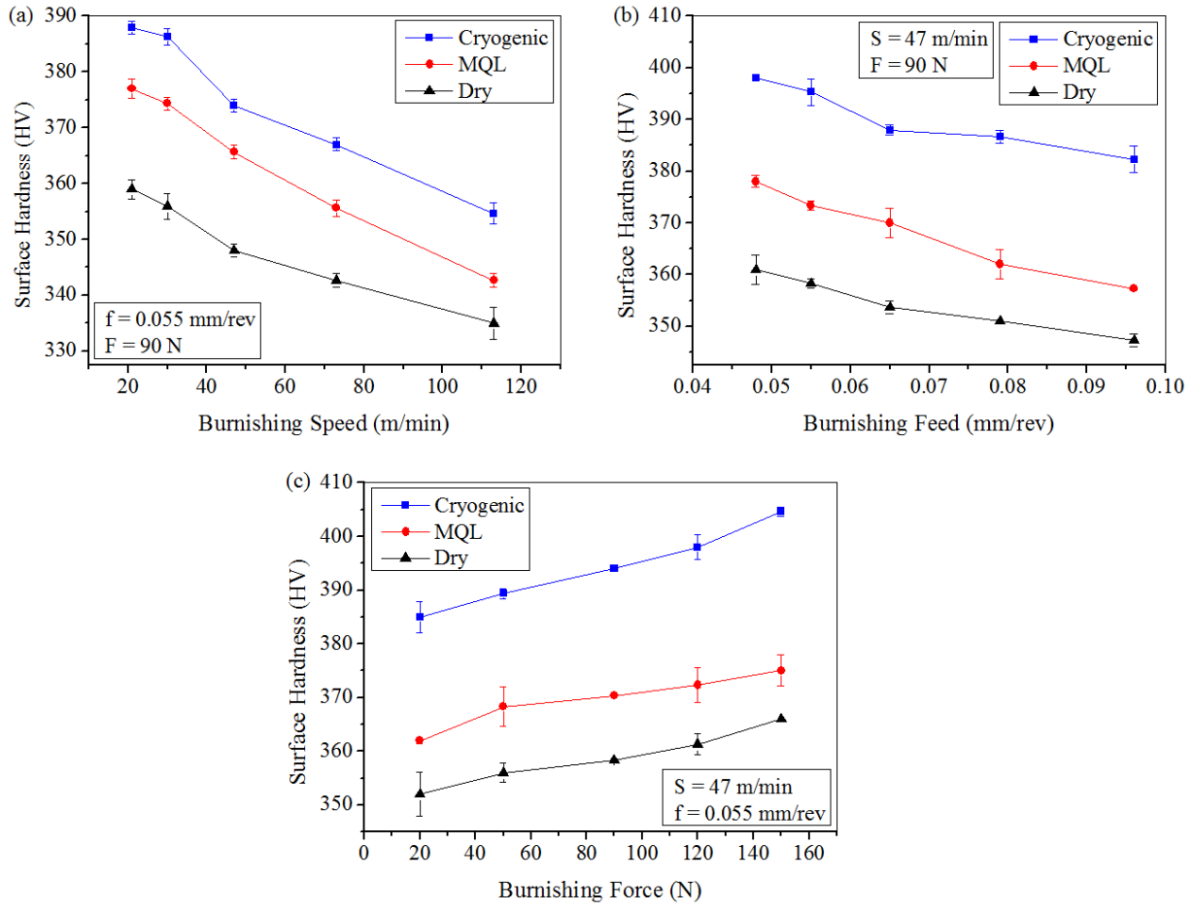 (a)
390
380
370
360
350
340
330
Surface Hardness (HV)
Cryogenic
MQL
Dry
f = 0.055 mm/rev
F = 90 N
20
40
60
80
100
120
Burnishing Speed (m/min)
(b)
410
400
390
380
370
360
350
Surface Hardness (HV)
S = 47 m/min
F = 90 N
Cryogenic
MQL
Dry
0.04
0.05
0.06
0.07
0.08
0.09
0.10
Burnishing Feed (mm/rev)
(c)
410
400
390
380
370
360
350
Surface Hardness (HV)
Cryogenic
MQL
Dry
S = 47 m/min
f = 0.055 mm/rev
0
20
40
60
80
100
120
140
160
Burnishing Force (N)